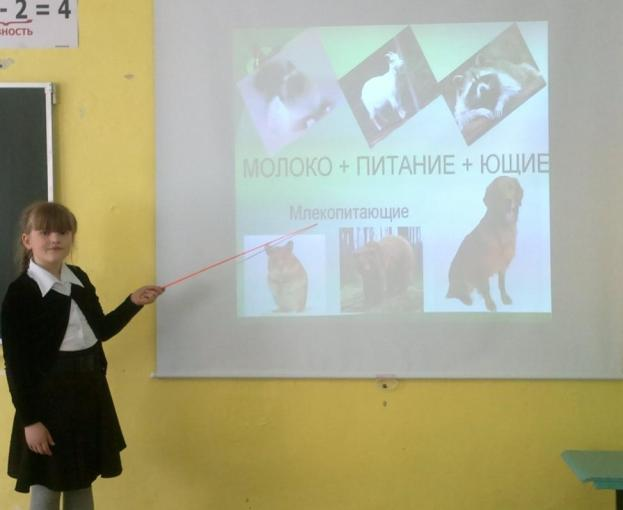 - 2 = 4
НОСТЬ
МОЛОКО + ПИТАНИЕ + ЮЩИЕ
Млекопитающие